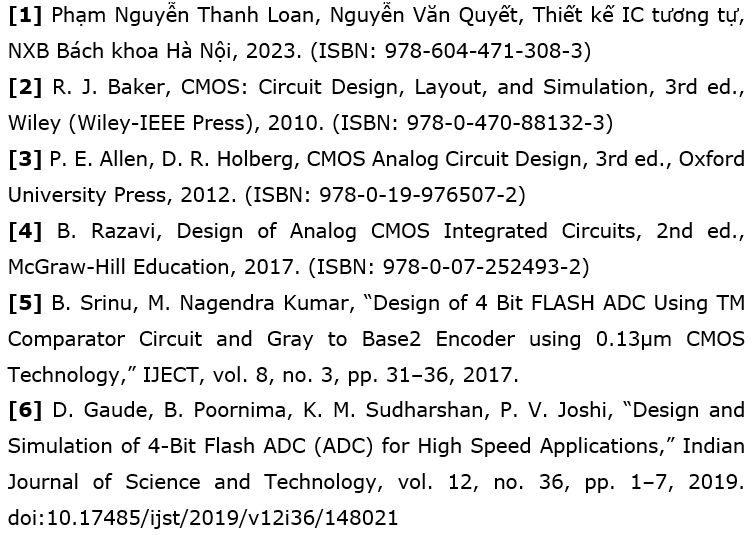 [1] Phạm Nguyễn Thanh Loan, Nguyễn Văn Quyết, Thiết kế IC tương tự,
NXB Bách khoa Hà Nội, 2023. (ISBN: 978-604-471-308-3)
[2] R. J. Baker, CMOS: Circuit Design, Layout, and Simulation, 3rd ed.,
Wiley (Wiley-IEEE Press), 2010. (ISBN: 978-0-470-88132-3)
[3] P. E. Allen, D. R. Holberg, CMOS Analog Circuit Design, 3rd ed., Oxford
University Press, 2012. (ISBN: 978-0-19-976507-2)
[4] B. Razavi, Design of Analog CMOS Integrated Circuits, 2nd ed.,
McGraw-Hill Education, 2017. (ISBN: 978-0-07-252493-2)
[5] B. Srinu, M. Nagendra Kumar, “Design of 4 Bit FLASH ADC Using TM
Comparator Circuit and Gray to Base2 Encoder using 0.13µm CMOS
Technology,” IJECT, vol. 8, no. 3, pp. 31–36, 2017.
[6] D. Gaude, B. Poornima, K. M. Sudharshan, P. V. Joshi, “Design and
Simulation of 4-Bit Flash ADC (ADC) for High Speed Applications,” Indian
Journal of Science and Technology, vol. 12, no. 36, pp. 1–7, 2019.
doi:10.17485/ijst/2019/v12i36/148021